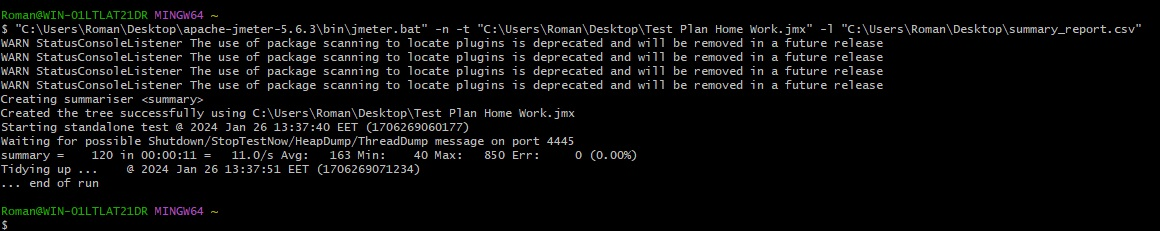 Roman@WIN-O1LTLAT21DR MINGW64 ~
$ "C:\Users\Roman\Desktop\apache-jmeter-5.6.3\bin\jmeter.bat" -n -t "C:\Users\Roman\Desktop\Test Plan Home Work.jmx" -l "C:\Users\Roman\Desktop\summary_report.csv"
WARN StatusConsoleListener The use of package scanning to locate plugins is deprecated and will be removed in a future release
WARN StatusConsoleListener The use of package scanning to locate plugins is deprecated and will be removed in a future release
WARN StatusConsoleListener The use of package scanning to locate plugins is deprecated and will be removed in a future release
WARN StatusConsoleListener The use of package scanning to locate plugins is deprecated and will be removed in a future release
Creating summariser <summary>
Created the tree successfully using C:\Users\Roman\Desktop\Test Plan Home Work.jmx
Starting standalone test @ 2024 Jan 26 13:37:40 EET (1706269060177)
Waiting for possible Shutdown/StopTestNow/HeapDump/ThreadDump message on port 4445
summary =    120 in 00:00:11 =   11.0/s Avg:   163 Min:    40 Max:   850 Err:     0 (0.00%)
Tidying up ...    @ 2024 Jan 26 13:37:51 EET (1706269071234)
... end of run
Roman@WIN-O1LTLAT21DR MINGW64 ~
$